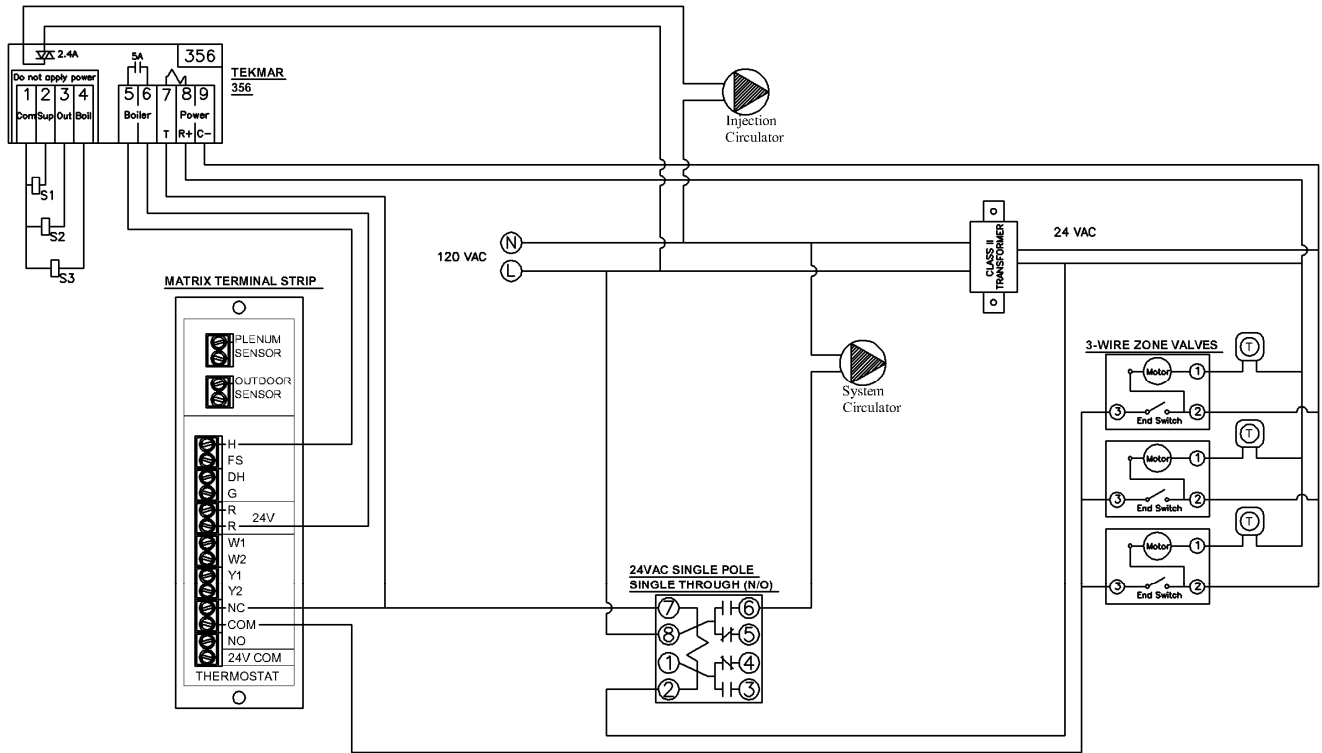 2.4A
356
5A
TEKMAR
356
Do not apply power
1 2 3 4
Com Sup Out Boil
5 6 7 8 9
Boiler Power
T R+ C-
S1
S2
S3
Injection
Circulator
120 VAC
N
L
CLASS II
TRANSFORMER
24 VAC
MATRIX TERMINAL STRIP
PLENUM
SENSOR
OUTDOOR
SENSOR
H
FS
DH
G
R
24V
R
W1
W2
Y1
Y2
NC
COM
NO
24V COM
THERMOSTAT
System
Circulator
3-WIRE ZONE VALVES
T
Motor 1
3 2
End Switch
T
Motor 1
3 2
End Switch
T
Motor 1
3 2
End Switch
24VAC SINGLE POLE
SINGLE THROUGH (N/O)
7 6
8 5
1 4
2 3